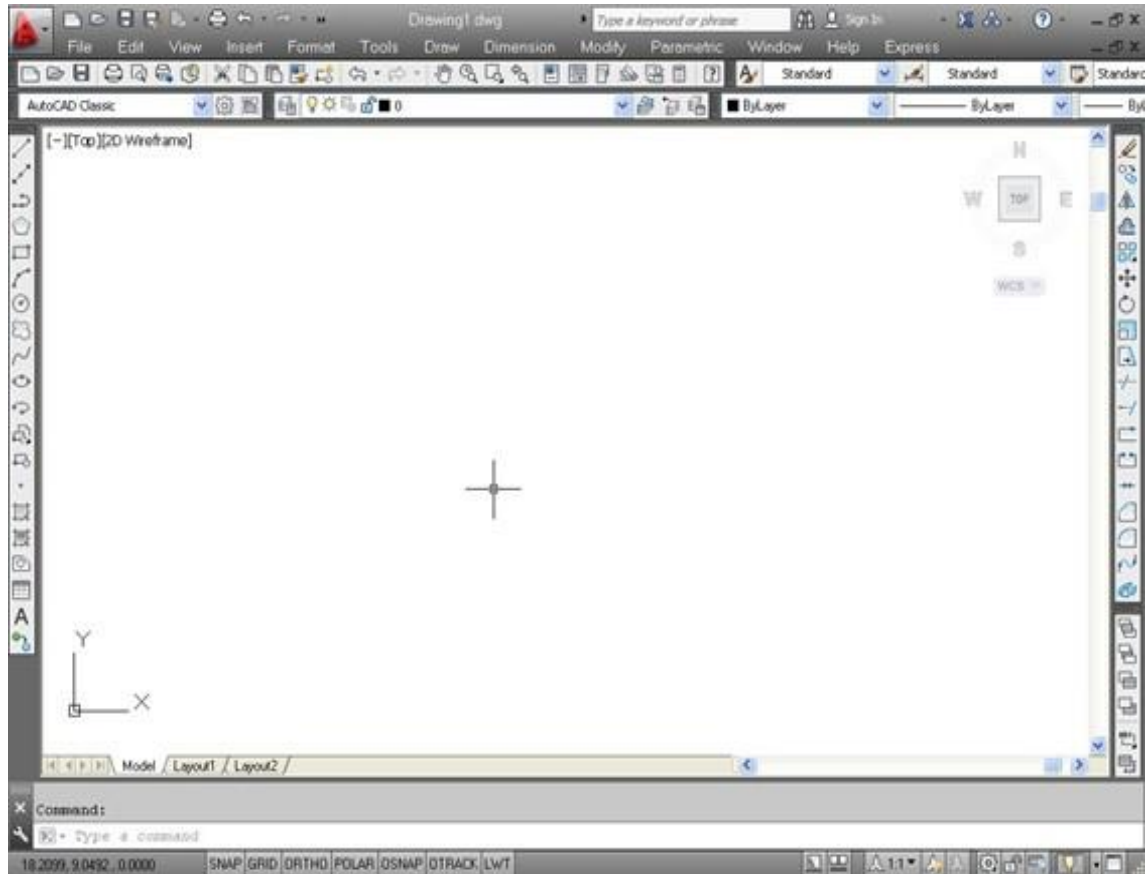 Drawing1.dwg Type a keyword or phrase Sign In
File Edit View Insert Format Tools Draw Dimension Modify Parametric Window Help Express
Standard Standard Standard
AutoCAD Classic 0 ByLayer ByLayer
[-][Top][2D Wireframe]
N
W TOP E
S
WCS
A
Y
X
Model Layout1 Layout2
Command:
Type a command
18.2099, 9.0492, 0.0000 SNAP GRID ORTHO POLAR OSNAP OTRACK LWT 1:1